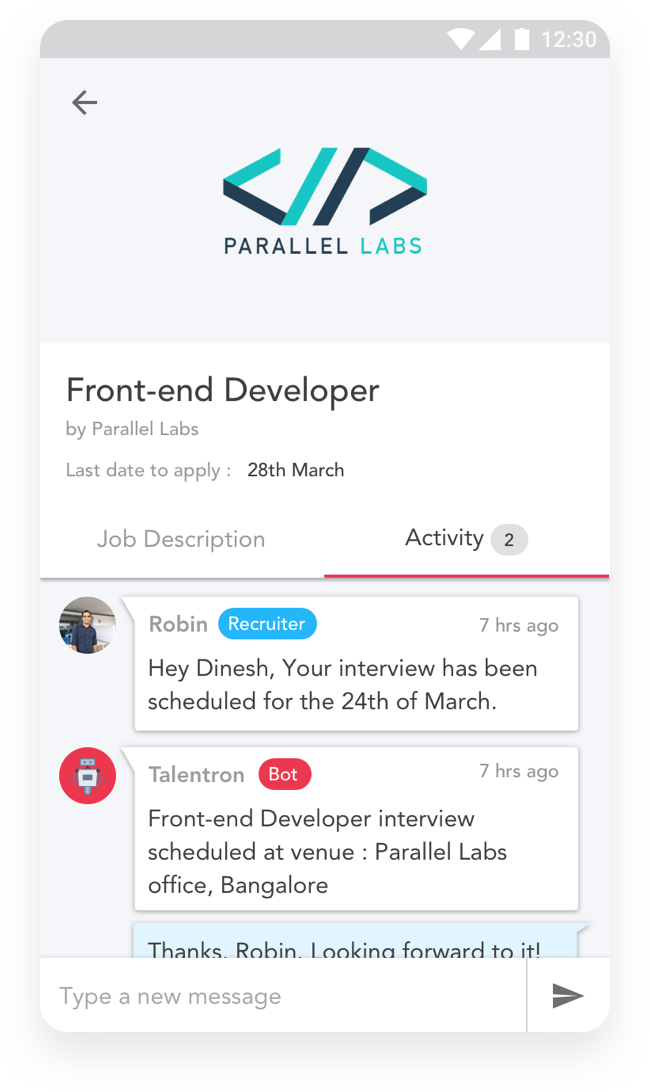 12:30
PARALLEL LABS
Front-end Developer
by Parallel Labs
Last date to apply : 28th March
Job Description Activity 2
Robin Recruiter 7 hrs ago
Hey Dinesh, Your interview has been
scheduled for the 24th of March.
Talentron Bot 7 hrs ago
Front-end Developer interview
scheduled at venue : Parallel Labs
office, Bangalore
Thanks, Robin. Looking forward to it!
Type a new message